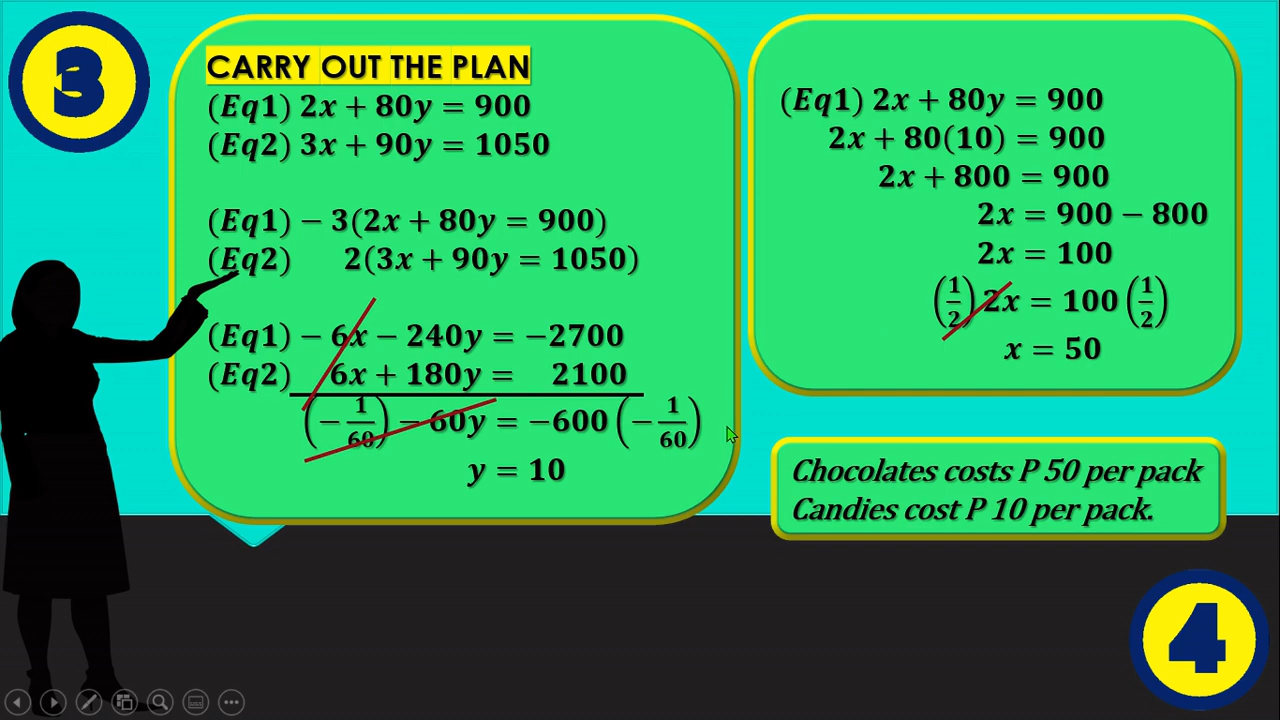 3
CARRY OUT THE PLAN
(Eq1) 2x + 80y = 900
(Eq2) 3x + 90y = 1050
(Eq1) − 3(2x + 80y = 900)
(Eq2) 2(3x + 90y = 1050)
(Eq1) − 6x − 240y = −2700
(Eq2) 6x + 180y = 2100
(−1/60) − 60y = −600 (−1/60)
y = 10
(Eq1) 2x + 80y = 900
2x + 80(10) = 900
2x + 800 = 900
2x = 900 − 800
2x = 100
(1/2) 2x = 100 (1/2)
x = 50
Chocolates costs P 50 per pack
Candies cost P 10 per pack.
4